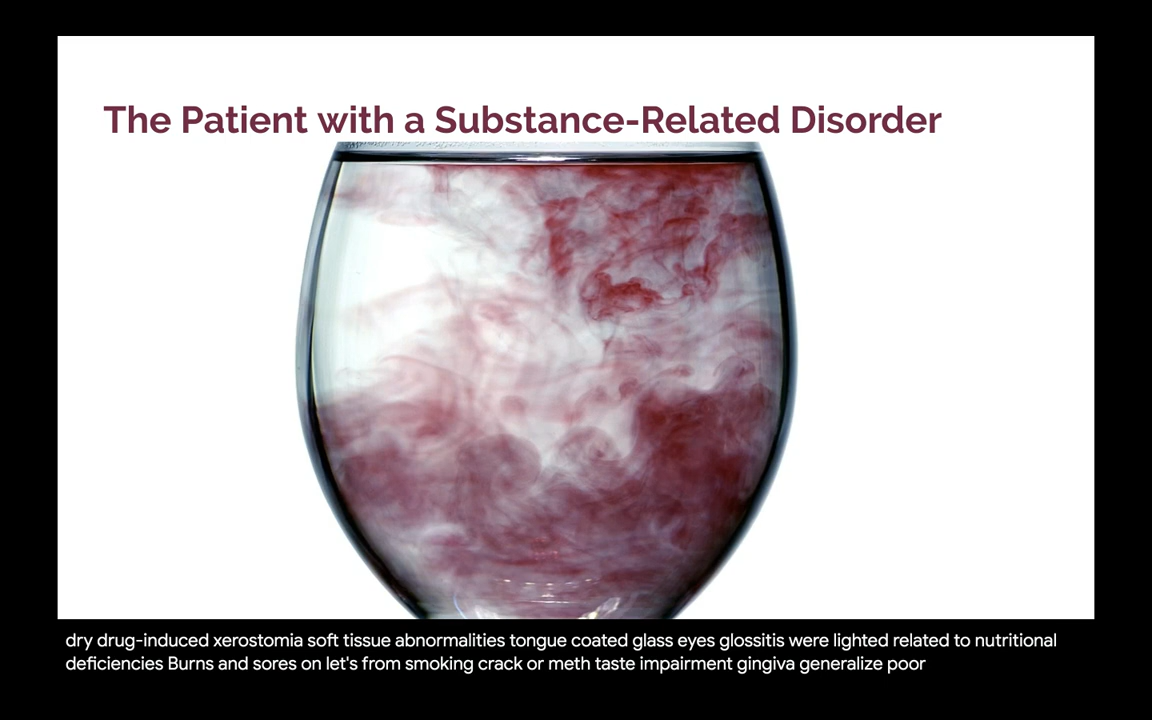 The Patient with a Substance-Related Disorder
dry drug-induced xerostomia soft tissue abnormalities tongue coated glass eyes glossitis were lighted related to nutritional
deficiencies Burns and sores on let's from smoking crack or meth taste impairment gingiva generalize poor